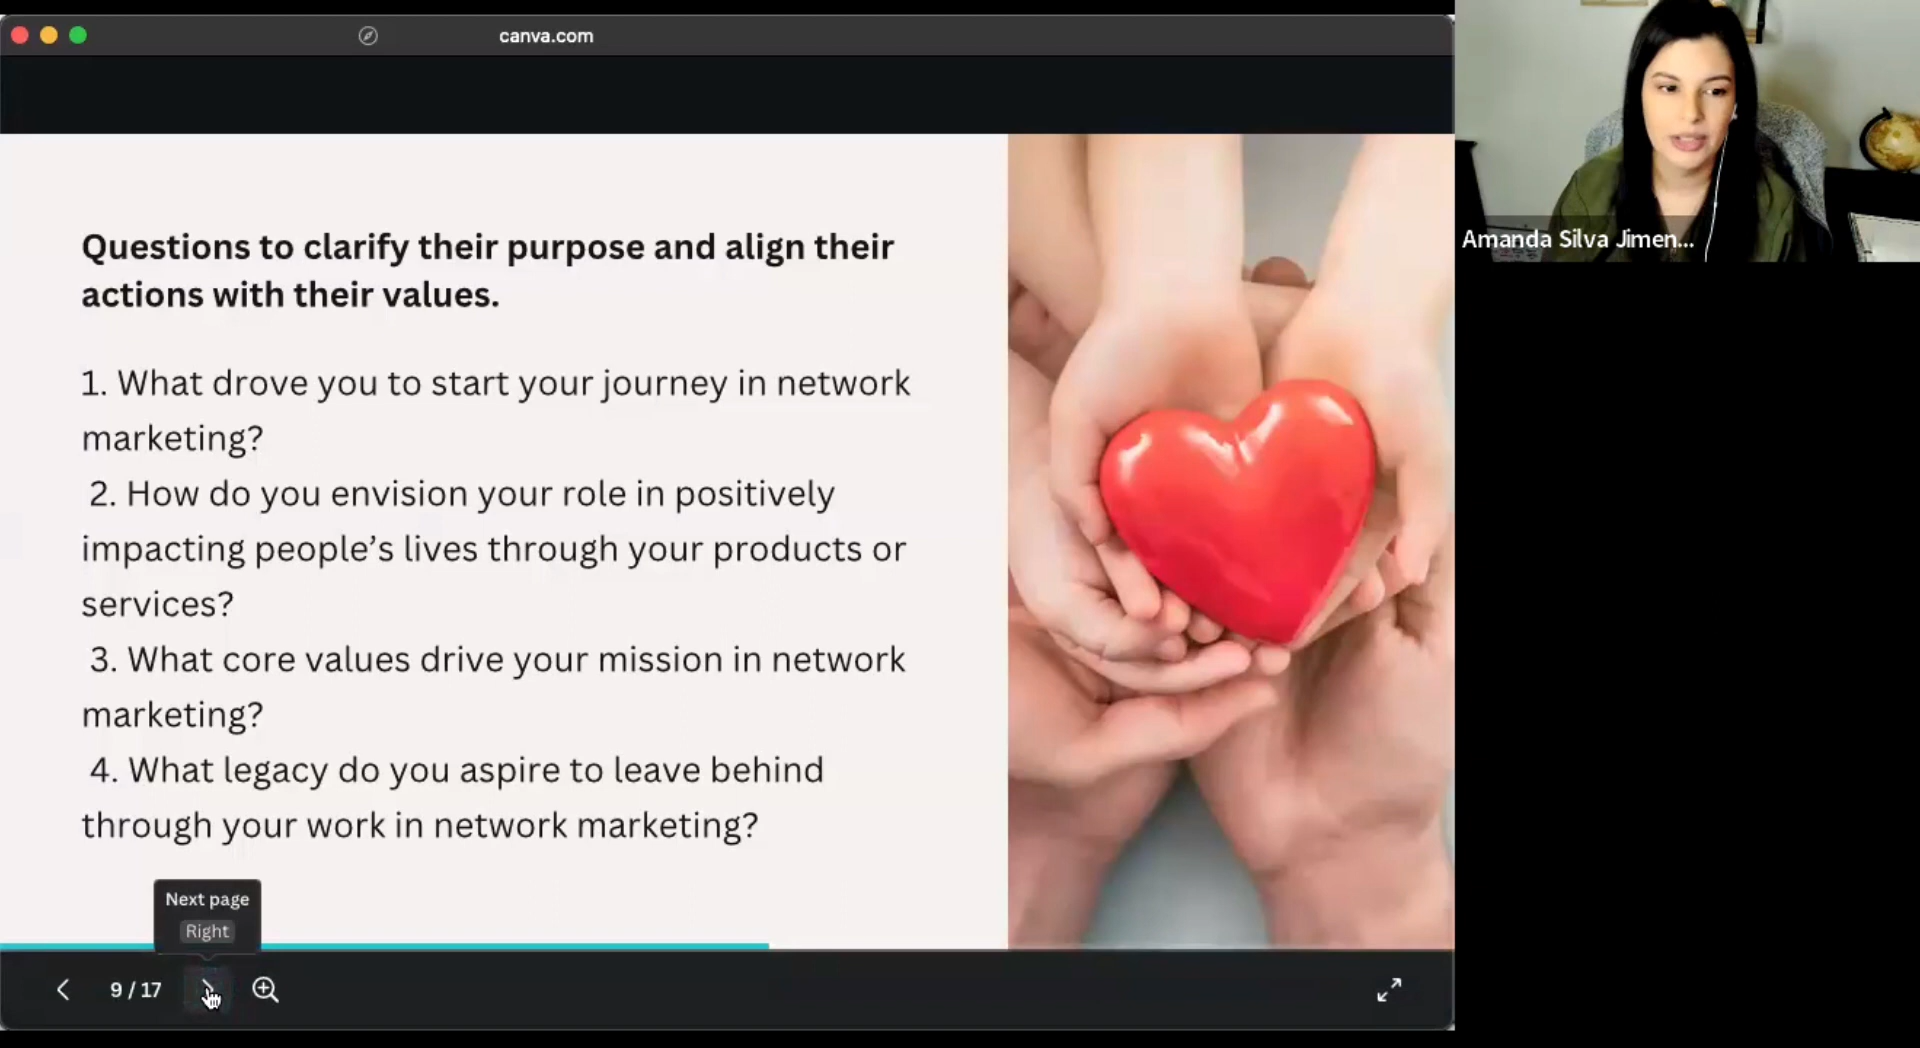 canva.com
Amanda Silva Jimen...
Questions to clarify their purpose and align their
actions with their values.
1. What drove you to start your journey in network
marketing?
2. How do you envision your role in positively
impacting people’s lives through your products or
services?
3. What core values drive your mission in network
marketing?
4. What legacy do you aspire to leave behind
through your work in network marketing?
Next page
Right
9 / 17